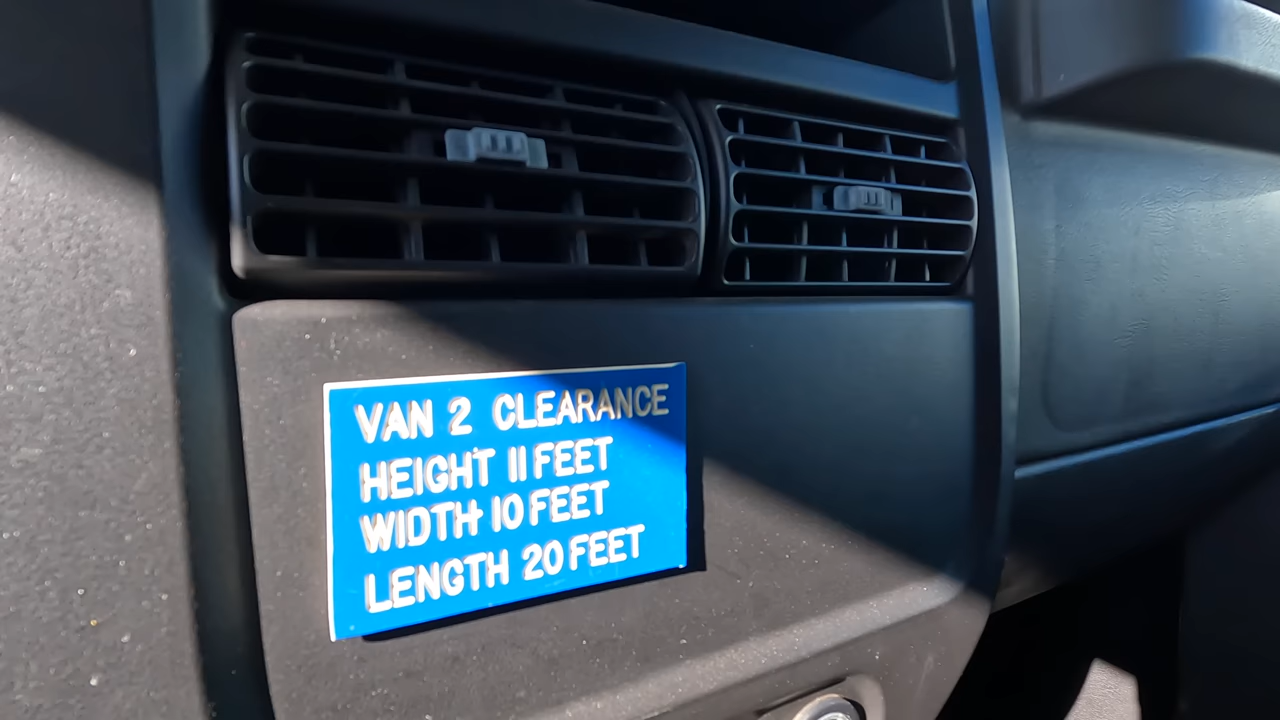 VAN 2 CLEARANCE
HEIGHT 11 FEET
WIDTH 10 FEET
LENGTH 20 FEET